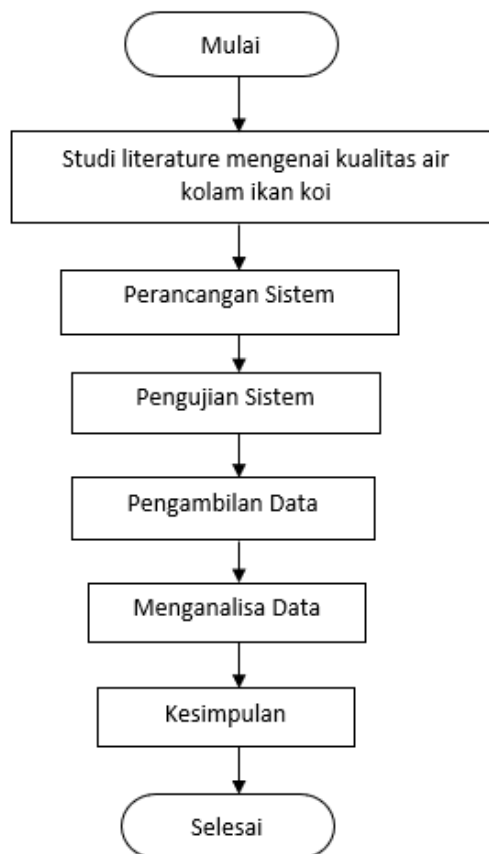 Mulai
Studi literature mengenai kualitas air
kolam ikan koi
Perancangan Sistem
Pengujian Sistem
Pengambilan Data
Menganalisa Data
Kesimpulan
Selesai